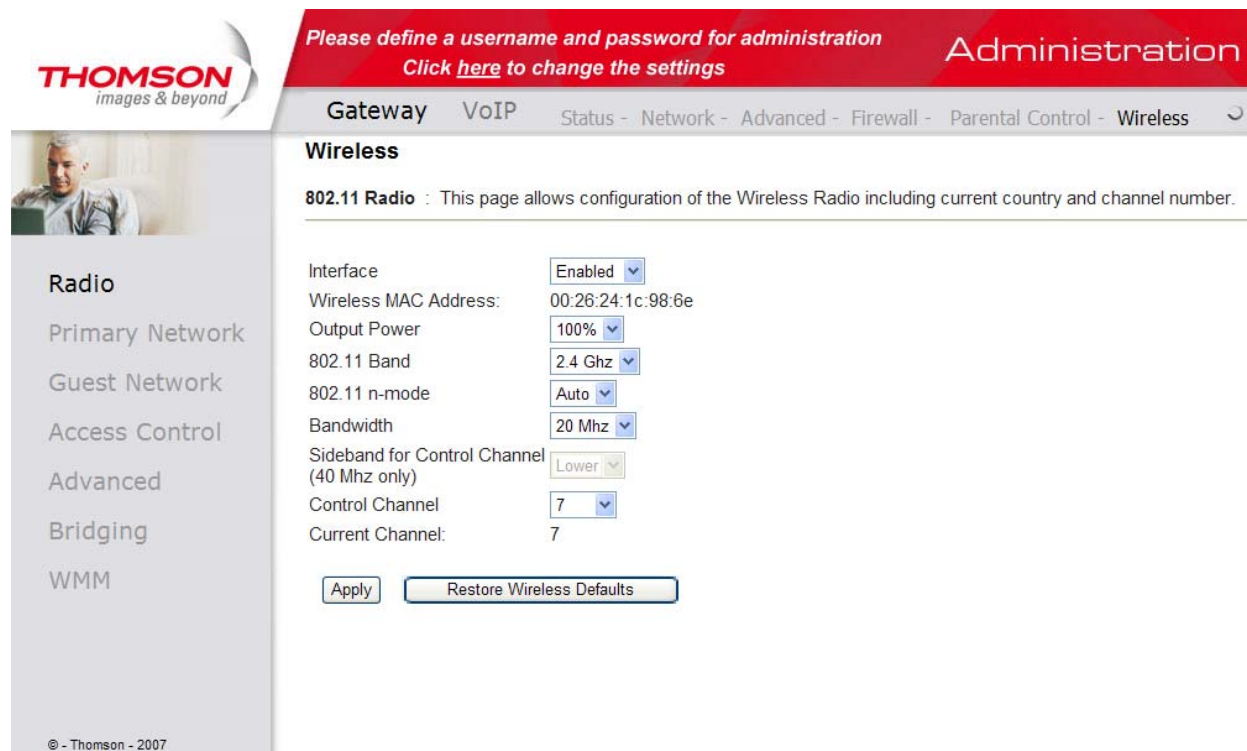 THOMSON
images & beyond
Please define a username and password for administration
Click here to change the settings
Administration
Gateway VoIP Status - Network - Advanced - Firewall - Parental Control - Wireless
Wireless
802.11 Radio : This page allows configuration of the Wireless Radio including current country and channel number.
Radio
Primary Network
Guest Network
Access Control
Advanced
Bridging
WMM
Interface Enabled
Wireless MAC Address: 00:26:24:1c:98:6e
Output Power 100%
802.11 Band 2.4 Ghz
802.11 n-mode Auto
Bandwidth 20 Mhz
Sideband for Control Channel
(40 Mhz only) Lower
Control Channel 7
Current Channel: 7
Apply Restore Wireless Defaults
© - Thomson - 2007